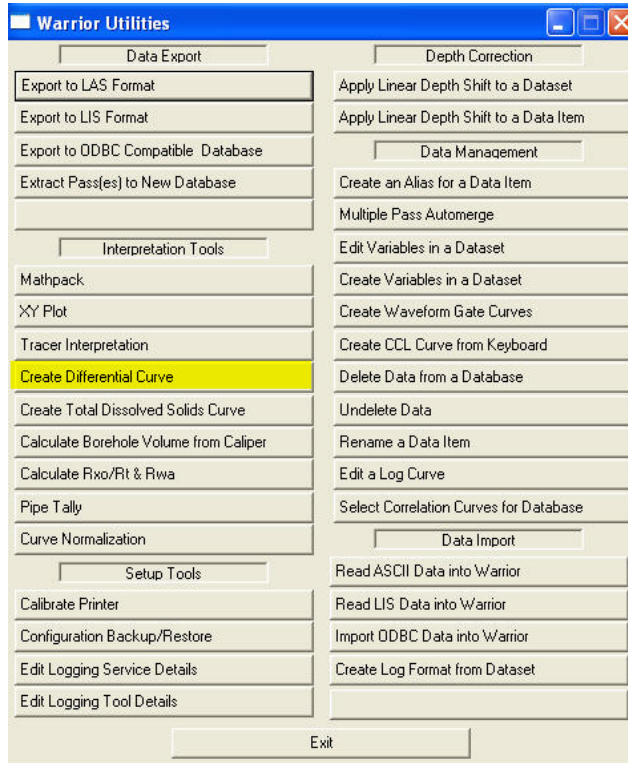 Warrior Utilities
Data Export
Export to LAS Format
Export to LIS Format
Export to ODBC Compatible Database
Extract Pass(es) to New Database
Interpretation Tools
Mathpack
XY Plot
Tracer Interpretation
Create Differential Curve
Create Total Dissolved Solids Curve
Calculate Borehole Volume from Caliper
Calculate Rxo/Rt & Rwa
Pipe Tally
Curve Normalization
Setup Tools
Calibrate Printer
Configuration Backup/Restore
Edit Logging Service Details
Edit Logging Tool Details
Depth Correction
Apply Linear Depth Shift to a Dataset
Apply Linear Depth Shift to a Data Item
Data Management
Create an Alias for a Data Item
Multiple Pass Automerge
Edit Variables in a Dataset
Create Variables in a Dataset
Create Waveform Gate Curves
Create CCL Curve from Keyboard
Delete Data from a Database
Undelete Data
Rename a Data Item
Edit a Log Curve
Select Correlation Curves for Database
Data Import
Read ASCII Data into Warrior
Read LIS Data into Warrior
Import ODBC Data into Warrior
Create Log Format from Dataset
Exit